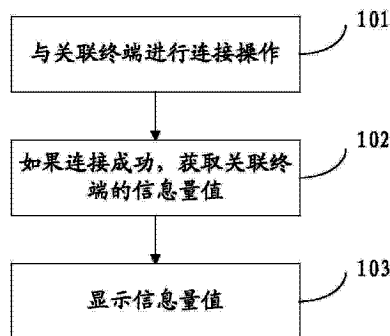 101
与关联终端进行连接操作
102
如果连接成功，获取关联终
端的信息量值
103
显示信息量值